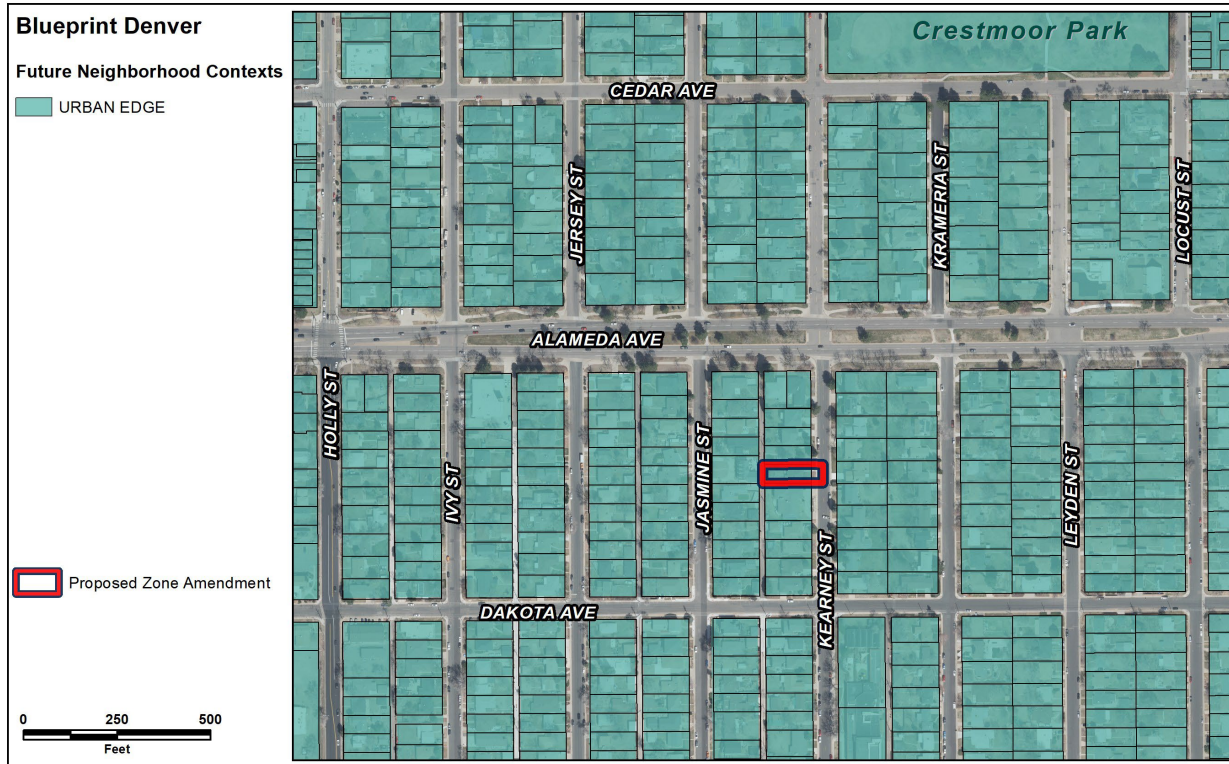 Blueprint Denver
Future Neighborhood Contexts
URBAN EDGE
Proposed Zone Amendment
0 250 500
Feet
Crestmoor Park
CEDAR AVE
JERSEY ST
KRAMERIA ST
LOCUST ST
ALAMEDA AVE
HOLLY ST
IVY ST
JASMINE ST
KEARNEY ST
LEYDEN ST
DAKOTA AVE